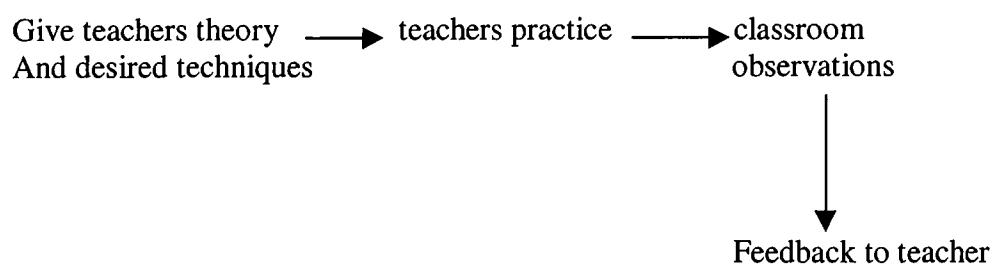 Give teachers theory
And desired techniques
teachers practice
classroom
observations
Feedback to teacher